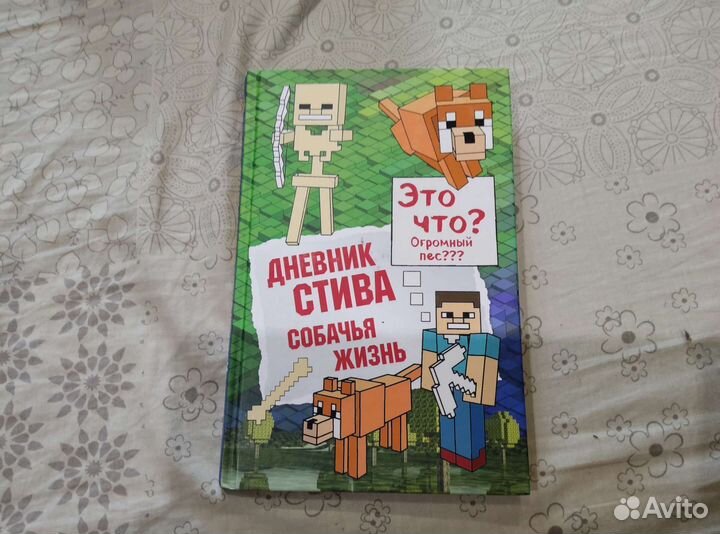 Это
что?
Огромный
пес???
Дневник
Стива
Собачья
жизнь
Avito